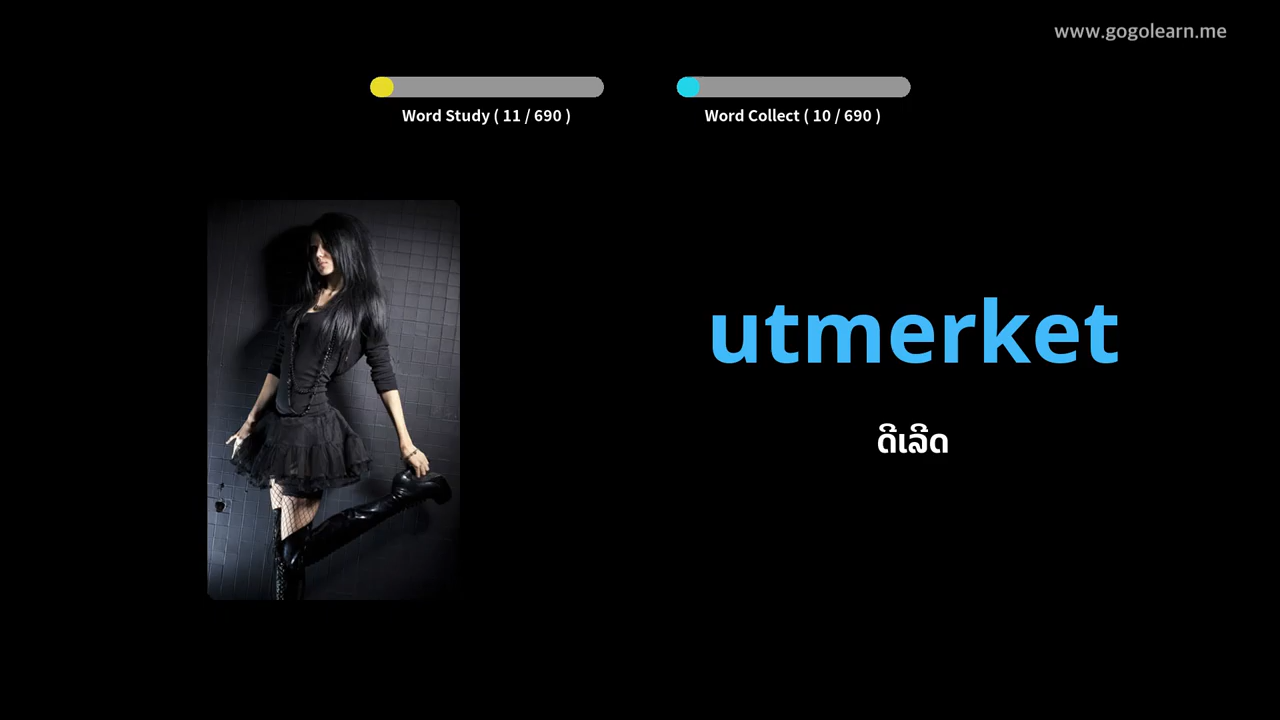 www.gogolearn.me
Word Study ( 11 / 690 )
Word Collect ( 10 / 690 )
utmerket
ດີເລີດ